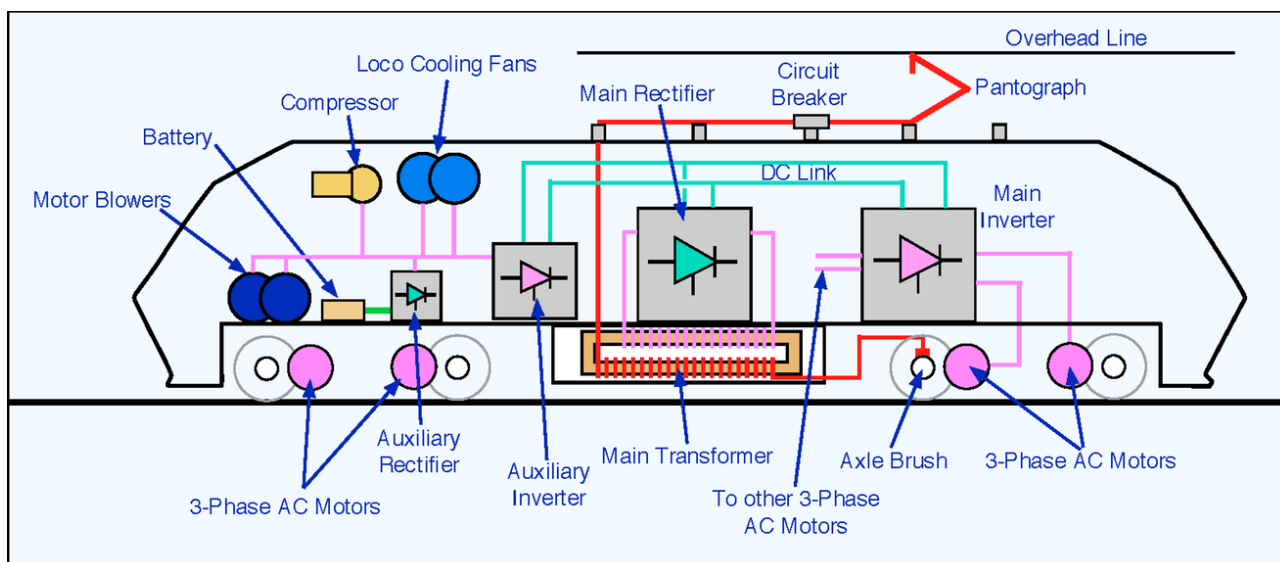 Overhead Line
Loco Cooling Fans
Circuit
Breaker
Pantograph
Main Rectifier
Compressor
Battery
DC Link
Motor Blowers
Main
Inverter
Auxiliary
Rectifier
Auxiliary
Inverter
Main Transformer
Axle Brush
3-Phase AC Motors
3-Phase AC Motors
To other 3-Phase
AC Motors